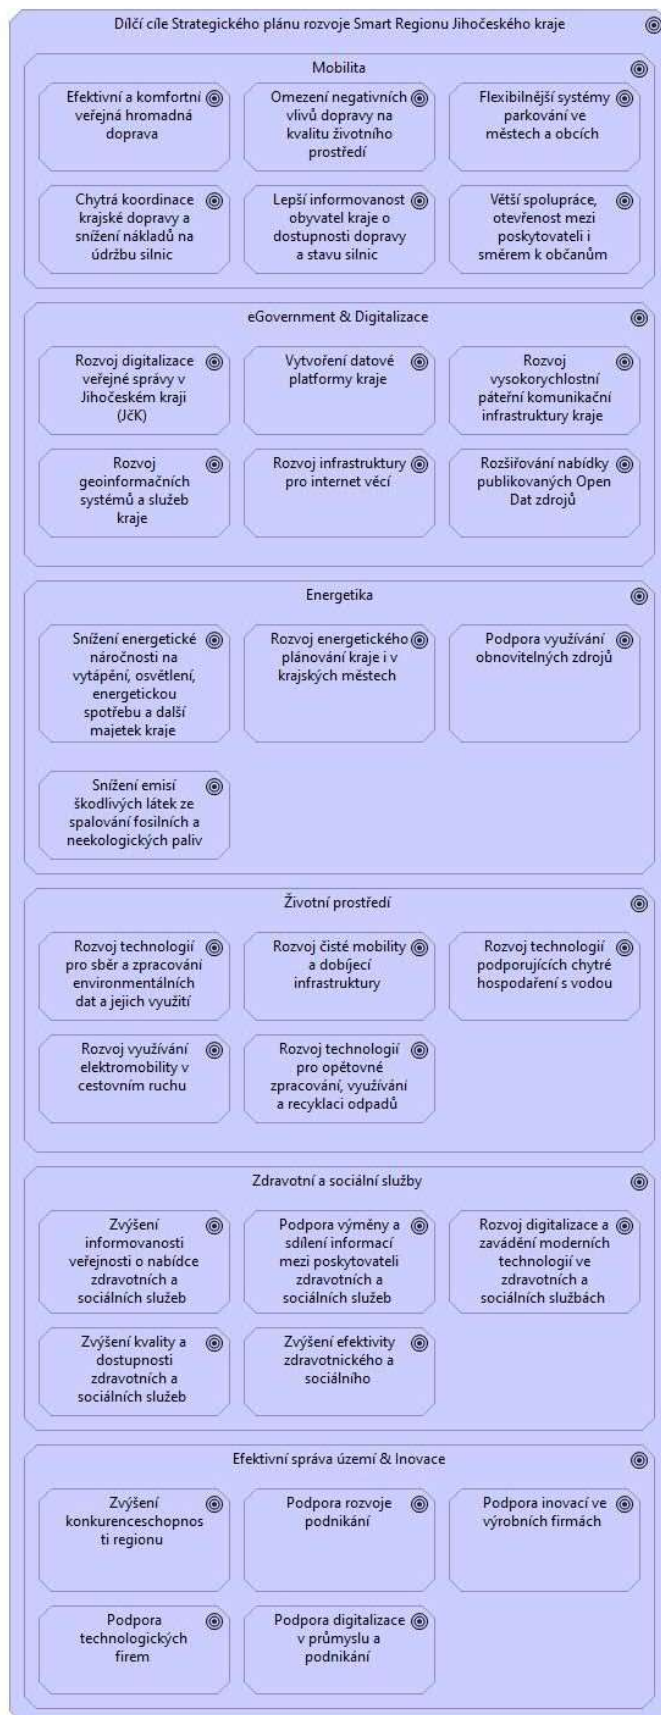 Dílčí cíle Strategického plánu rozvoje Smart Regionu Jihočeského kraje
Mobilita
Efektivní a komfortní
veřejná hromadná
doprava
Omezení negativních
vlivů dopravy na
kvalitu životního
prostředí
Flexibilnější systémy
parkování ve
městech a obcích
Chytrá koordinace
krajské dopravy a
snížení nákladů na
údržbu silnic
Lepší informovanost
obyvatel kraje o
dostupnosti dopravy
a stavu silnic
Větší spolupráce,
otevřenost mezi
poskytovateli i
směrem k občanům
eGovernment & Digitalizace
Rozvoj digitalizace
veřejné správy v
Jihočeském kraji
(JčK)
Vytvoření datové
platformy kraje
Rozvoj
vysokorychlostní
páteřní komunikační
infrastruktury kraje
Rozvoj
geoinformačních
systémů a služeb
kraje
Rozvoj infrastruktury
pro internet věcí
Rozšiřování nabídky
publikovaných Open
Dat zdrojů
Energetika
Snížení energetické
náročnosti na
vytápění, osvětlení,
energetickou
spotřebu a další
majetek kraje
Rozvoj energetického
plánování kraje i v
krajských městech
Podpora využívání
obnovitelných zdrojů
Snížení emisí
škodlivých látek ze
spalování fosilních a
neekologických paliv
Životní prostředí
Rozvoj technologií
pro sběr a zpracování
environmentálních
dat a jejich využití
Rozvoj čisté mobility
a dobíjecí
infrastruktury
Rozvoj technologií
podporujících chytré
hospodaření s vodou
Rozvoj využívání
elektromobility v
cestovním ruchu
Rozvoj technologií
pro opětovné
zpracování, využívání
a recyklaci odpadů
Zdravotní a sociální služby
Zvýšení
informovanosti
veřejnosti o nabídce
zdravotních a
sociálních služeb
Podpora výměny a
sdílení informací
mezi poskytovateli
zdravotních a
sociálních služeb
Rozvoj digitalizace a
zavádění moderních
technologií ve
zdravotních a
sociálních službách
Zvýšení kvality a
dostupnosti
zdravotních a
sociálních služeb
Zvýšení efektivity
zdravotnického a
sociálního
Efektivní správa území & Inovace
Zvýšení
konkurenceschopnos
ti regionu
Podpora rozvoje
podnikání
Podpora inovací ve
výrobních firmách
Podpora
technologických
firem
Podpora digitalizace
v průmyslu a
podnikání